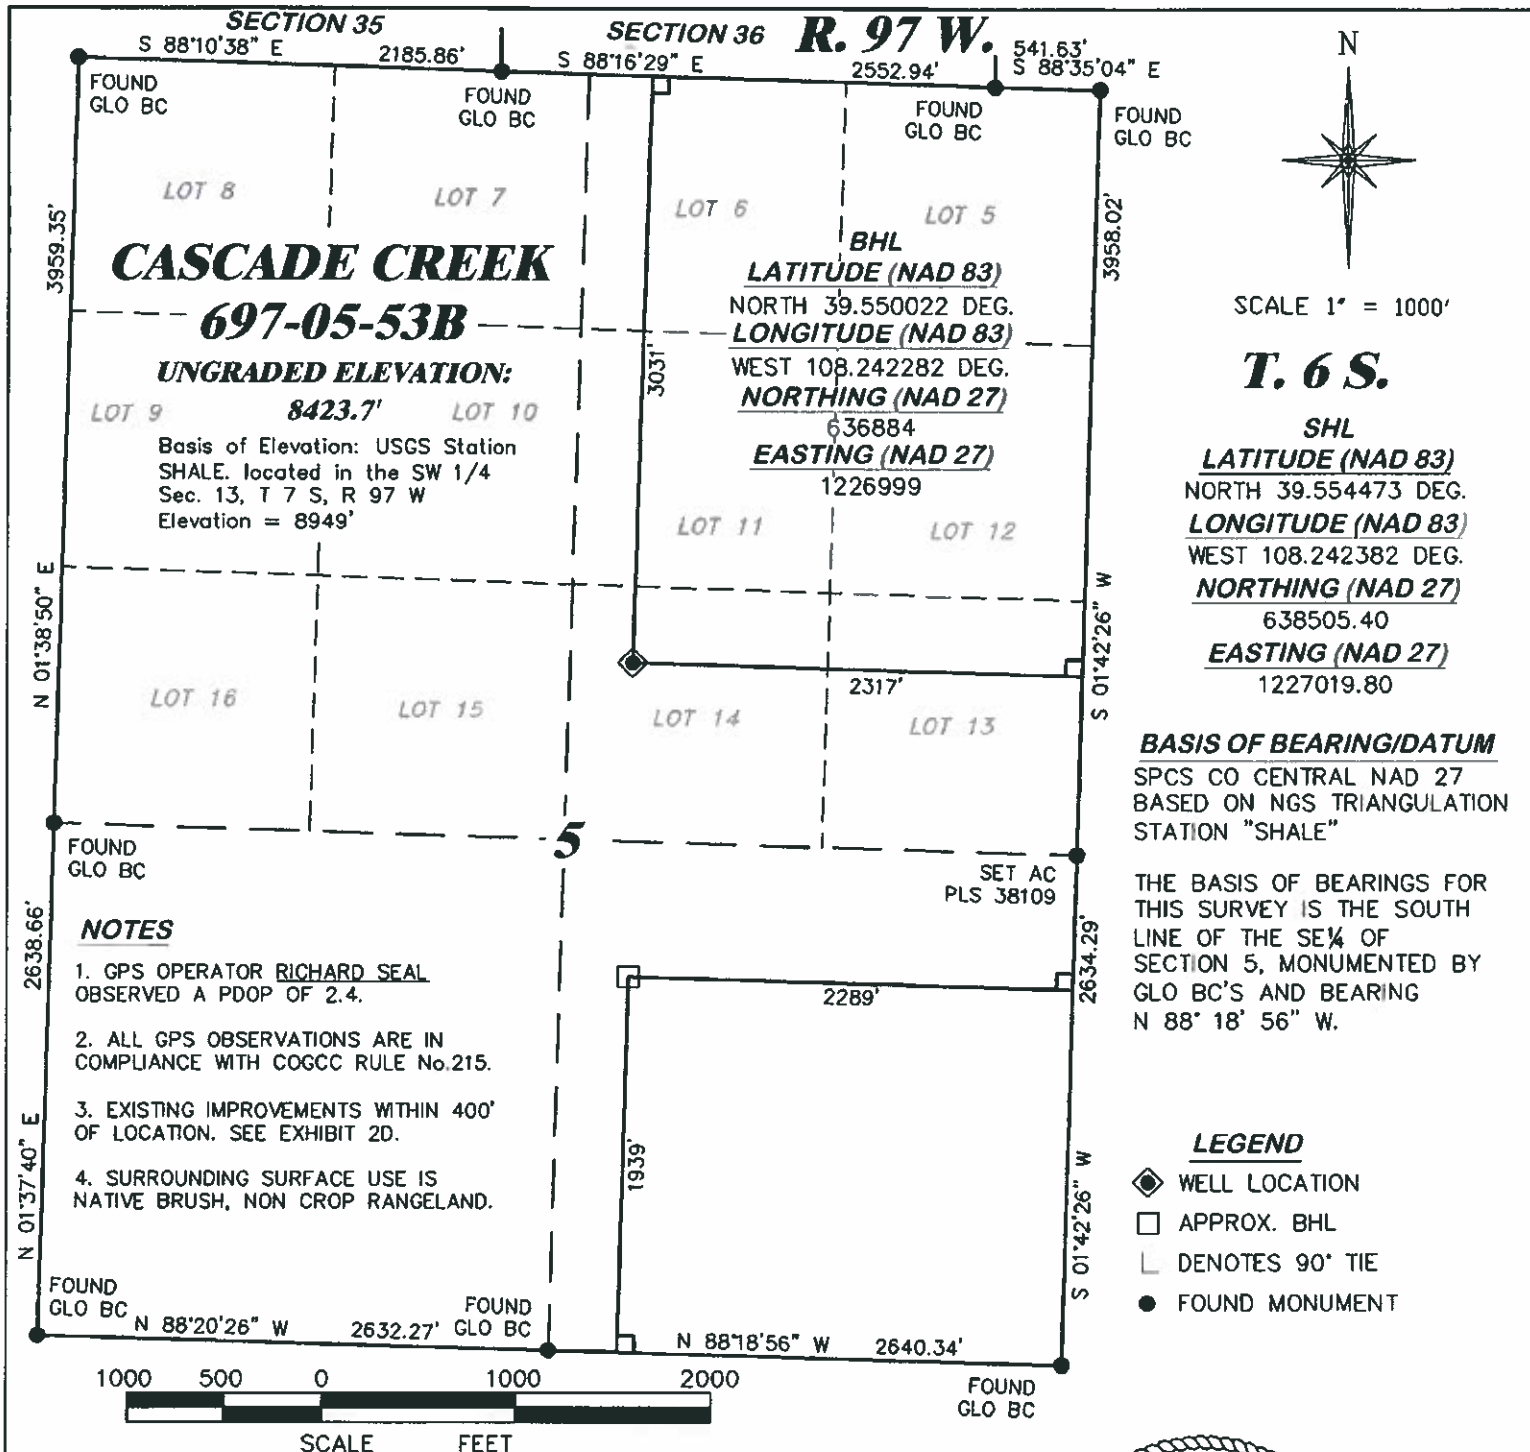 SECTION 35
SECTION 36
R. 97 W.
S 88°10'38" E
2185.86'
S 88°16'29" E
2552.94'
541.63'
S 88°35'04" E
N
FOUND
GLO BC
FOUND
GLO BC
FOUND
GLO BC
FOUND
GLO BC
LOT 8
LOT 7
LOT 6
LOT 5
3959.35'
3958.02'
CASCADE CREEK
697-05-53B
UNGRADED ELEVATION:
8423.7'
LOT 9
LOT 10
Basis of Elevation: USGS Station
SHALE. located in the SW 1/4
Sec. 13, T 7 S, R 97 W
Elevation = 8949'
3031'
BHL
LATITUDE (NAD 83)
NORTH 39.550022 DEG.
LONGITUDE (NAD 83)
WEST 108.242282 DEG.
NORTHING (NAD 27)
636884
EASTING (NAD 27)
1226999
LOT 11
LOT 12
SCALE 1" = 1000'
T. 6 S.
SHL
LATITUDE (NAD 83)
NORTH 39.554473 DEG.
LONGITUDE (NAD 83)
WEST 108.242382 DEG.
NORTHING (NAD 27)
638505.40
EASTING (NAD 27)
1227019.80
N 01°38'50" E
S 01°42'26" W
2317'
LOT 16
LOT 15
LOT 14
LOT 13
BASIS OF BEARING/DATUM
SPCS CO CENTRAL NAD 27
BASED ON NGS TRIANGULATION
STATION "SHALE"
THE BASIS OF BEARINGS FOR
THIS SURVEY IS THE SOUTH
LINE OF THE SE¼ OF
SECTION 5, MONUMENTED BY
GLO BC'S AND BEARING
N 88° 18' 56" W.
5
FOUND
GLO BC
SET AC
PLS 38109
2638.66'
2634.29'
NOTES
1. GPS OPERATOR RICHARD SEAL
OBSERVED A PDOP OF 2.4.
2. ALL GPS OBSERVATIONS ARE IN
COMPLIANCE WITH COGCC RULE No.215.
3. EXISTING IMPROVEMENTS WITHIN 400'
OF LOCATION. SEE EXHIBIT 2D.
4. SURROUNDING SURFACE USE IS
NATIVE BRUSH, NON CROP RANGELAND.
2289'
1939'
N 01°37'40" E
S 01°42'26" W
LEGEND
WELL LOCATION
APPROX. BHL
DENOTES 90° TIE
FOUND MONUMENT
FOUND
GLO BC
N 88°20'26" W
2632.27'
FOUND
GLO BC
N 88°18'56" W
2640.34'
FOUND
GLO BC
1000 500 0 1000 2000
SCALE FEET